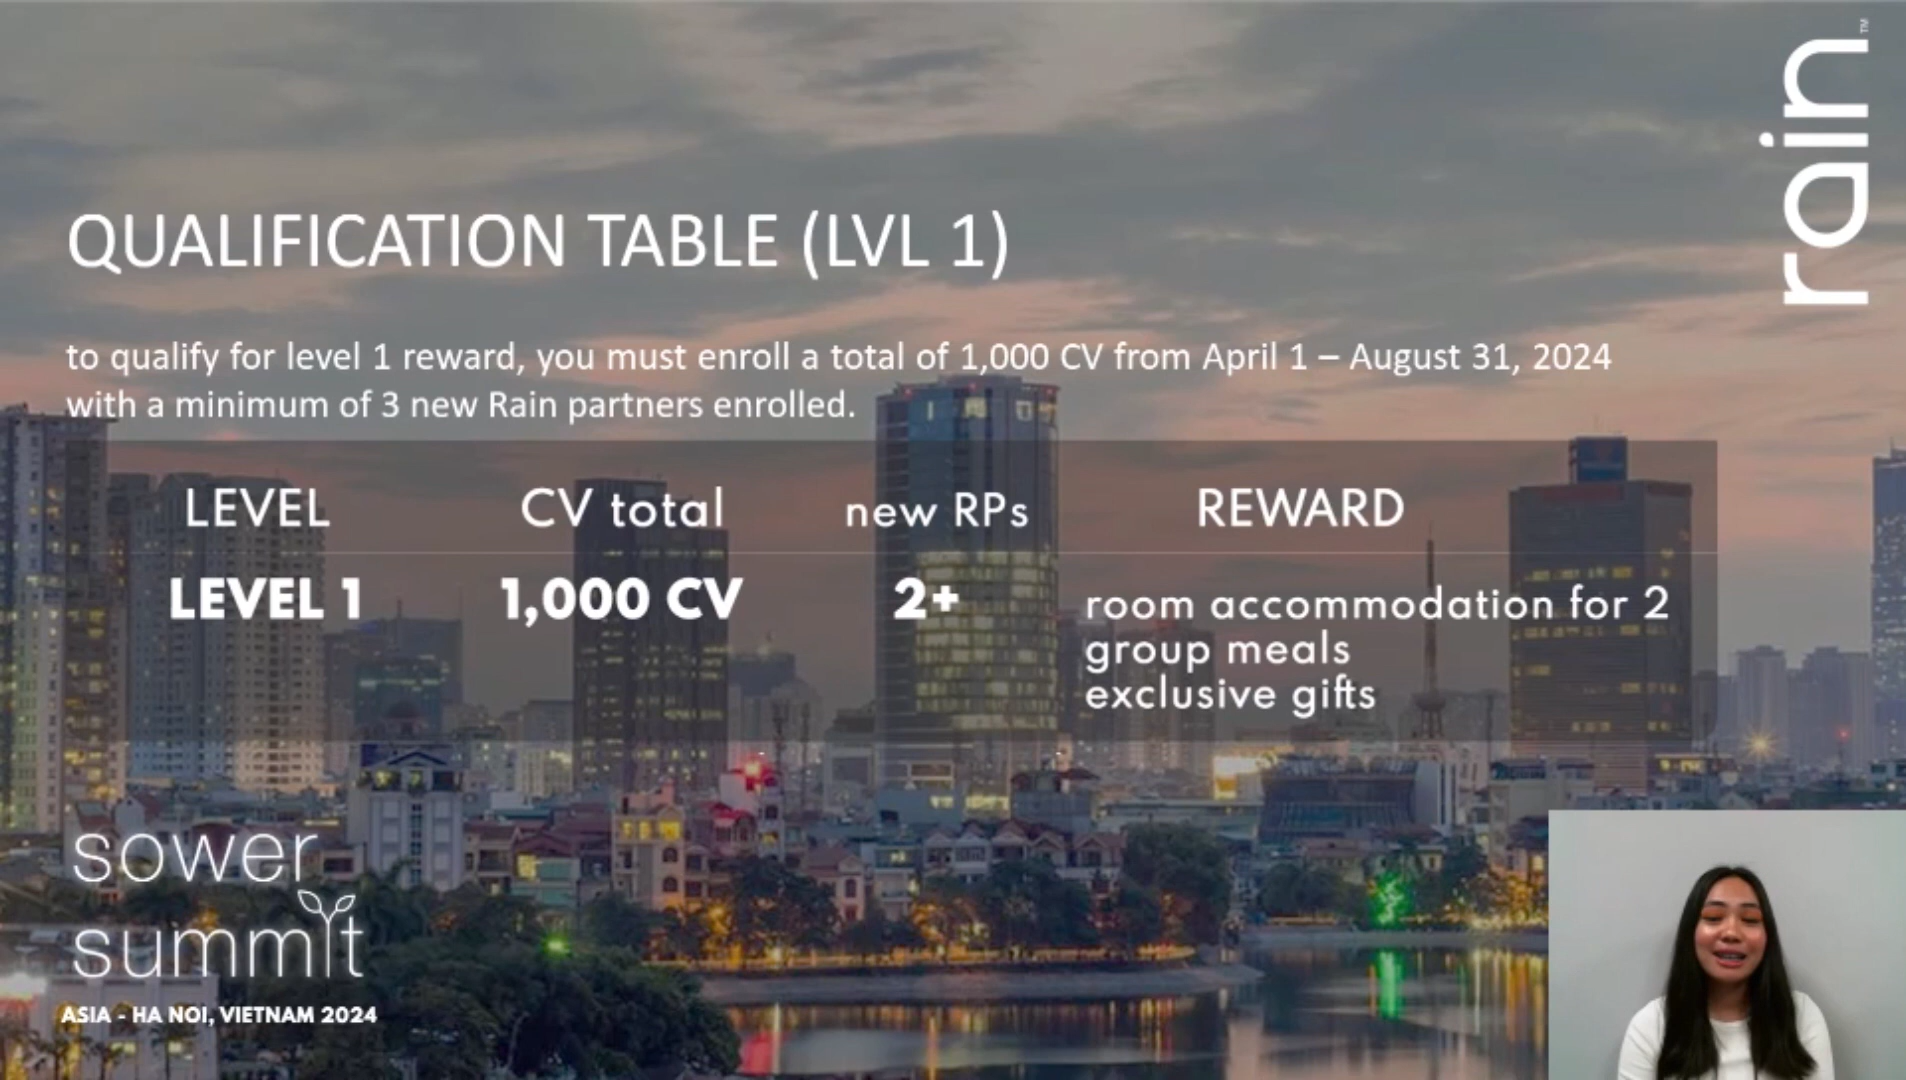 rain™
QUALIFICATION TABLE (LVL 1)
to qualify for level 1 reward, you must enroll a total of 1,000 CV from April 1 – August 31, 2024
with a minimum of 3 new Rain partners enrolled.
LEVEL CV total new RPs REWARD
LEVEL 1 1,000 CV 2+ room accommodation for 2
group meals
exclusive gifts
sower
summit
ASIA - HA NOI, VIETNAM 2024